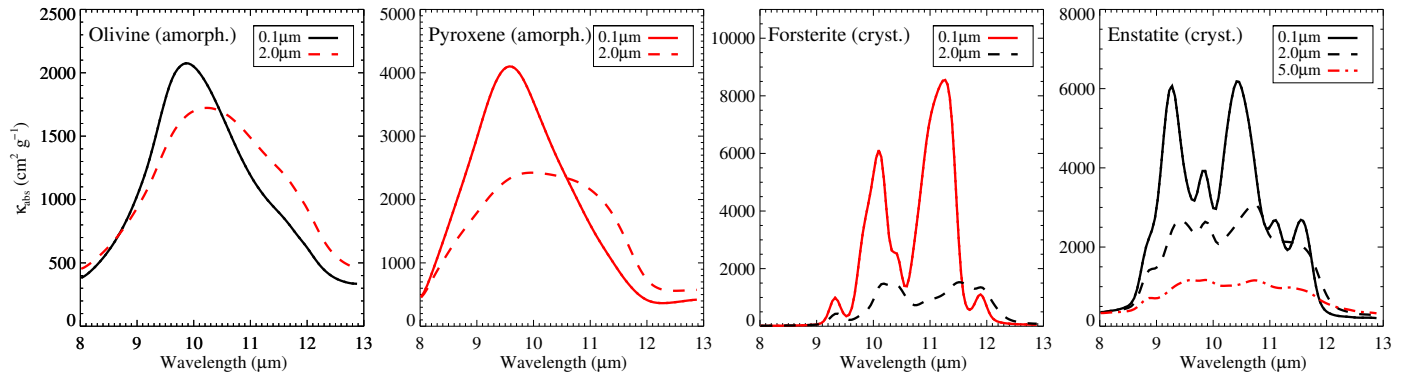 Olivine (amorph.)
0.1μm
2.0μm
2500
2000
1500
1000
500
0
κabs (cm² g⁻¹)
8 9 10 11 12 13
Wavelength (μm)
Pyroxene (amorph.)
0.1μm
2.0μm
5000
4000
3000
2000
1000
0
8 9 10 11 12 13
Wavelength (μm)
Forsterite (cryst.)
0.1μm
2.0μm
10000
8000
6000
4000
2000
0
8 9 10 11 12 13
Wavelength (μm)
Enstatite (cryst.)
0.1μm
2.0μm
5.0μm
8000
6000
4000
2000
0
8 9 10 11 12 13
Wavelength (μm)